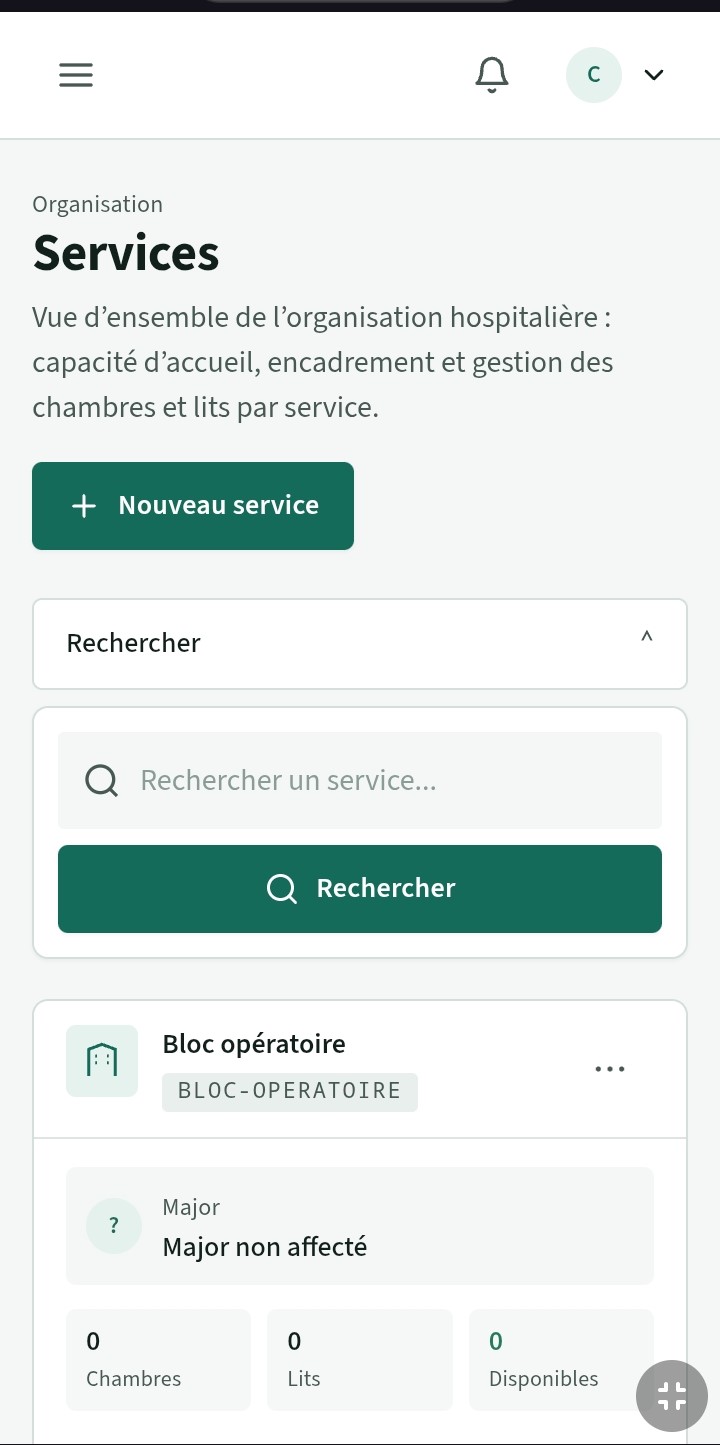 C
Organisation
Services
Vue d’ensemble de l’organisation hospitalière :
capacité d’accueil, encadrement et gestion des
chambres et lits par service.
+ Nouveau service
Rechercher ^
Rechercher un service...
Rechercher
Bloc opératoire
BLOC-OPERATOIRE
...
?
Major
Major non affecté
0 0 0
Chambres Lits Disponibles